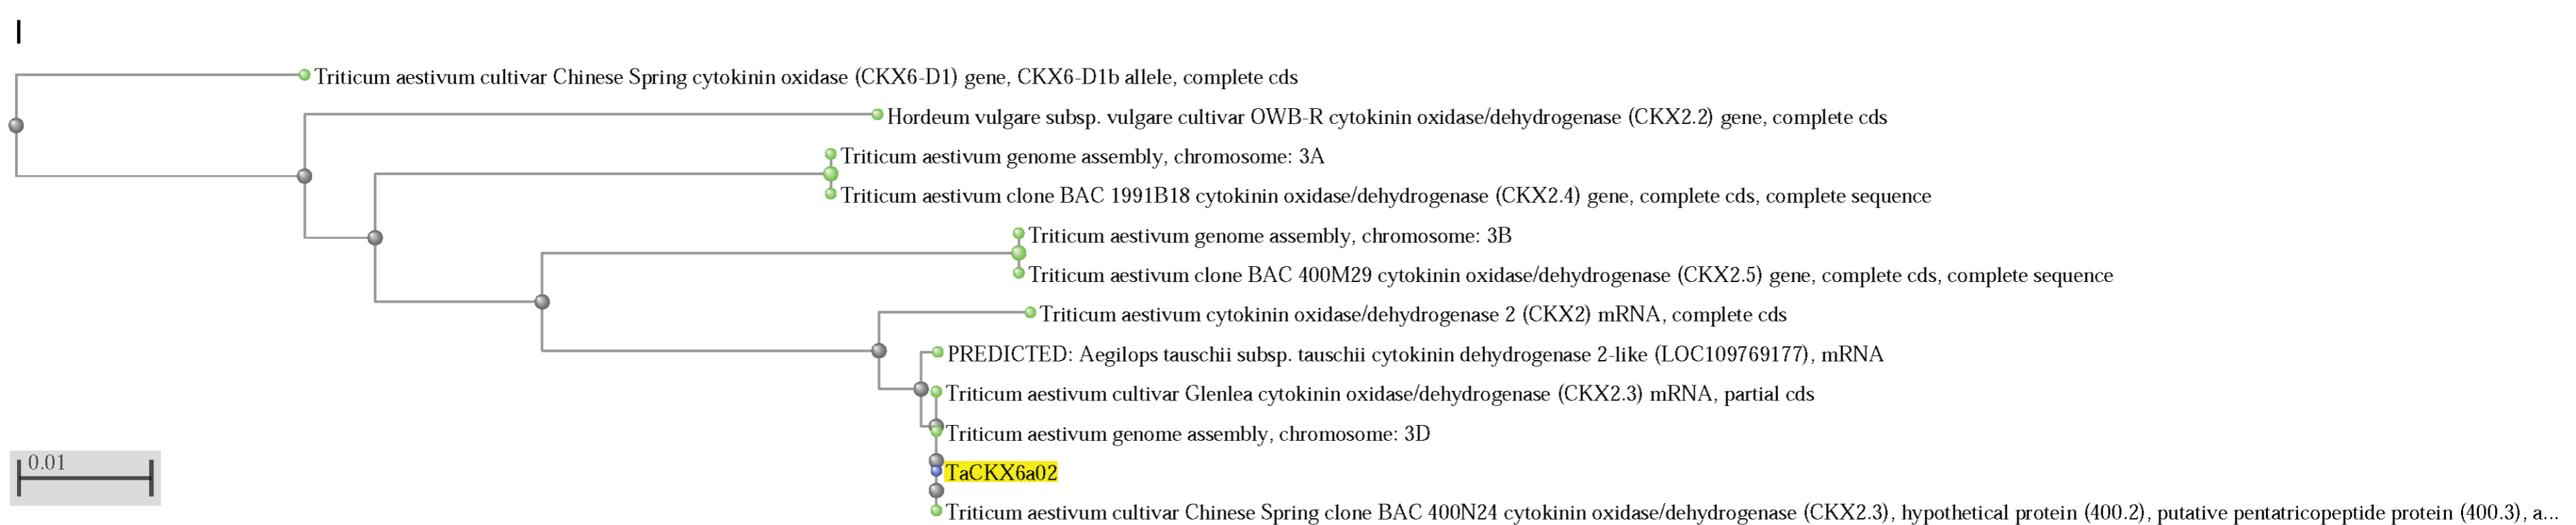 I
Triticum aestivum cultivar Chinese Spring cytokinin oxidase (CKX6-D1) gene, CKX6-D1b allele, complete cds
Hordeum vulgare subsp. vulgare cultivar OWB-R cytokinin oxidase/dehydrogenase (CKX2.2) gene, complete cds
Triticum aestivum genome assembly, chromosome: 3A
Triticum aestivum clone BAC 1991B18 cytokinin oxidase/dehydrogenase (CKX2.4) gene, complete cds, complete sequence
Triticum aestivum genome assembly, chromosome: 3B
Triticum aestivum clone BAC 400M29 cytokinin oxidase/dehydrogenase (CKX2.5) gene, complete cds, complete sequence
Triticum aestivum cytokinin oxidase/dehydrogenase 2 (CKX2) mRNA, complete cds
PREDICTED: Aegilops tauschii subsp. tauschii cytokinin dehydrogenase 2-like (LOC109769177), mRNA
Triticum aestivum cultivar Glenlea cytokinin oxidase/dehydrogenase (CKX2.3) mRNA, partial cds
Triticum aestivum genome assembly, chromosome: 3D
0.01
TaCKX6a02
Triticum aestivum cultivar Chinese Spring clone BAC 400N24 cytokinin oxidase/dehydrogenase (CKX2.3), hypothetical protein (400.2), putative pentatricopeptide protein (400.3), a...